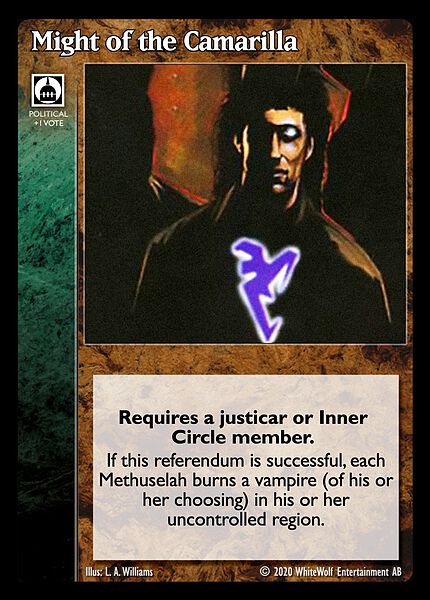 Might of the Camarilla
POLITICAL
+1 VOTE
Requires a justicar or Inner
Circle member.
If this referendum is successful, each
Methuselah burns a vampire (of his or
her choosing) in his or her
uncontrolled region.
Illus: L. A. Williams © 2020 WhiteWolf Entertainment AB